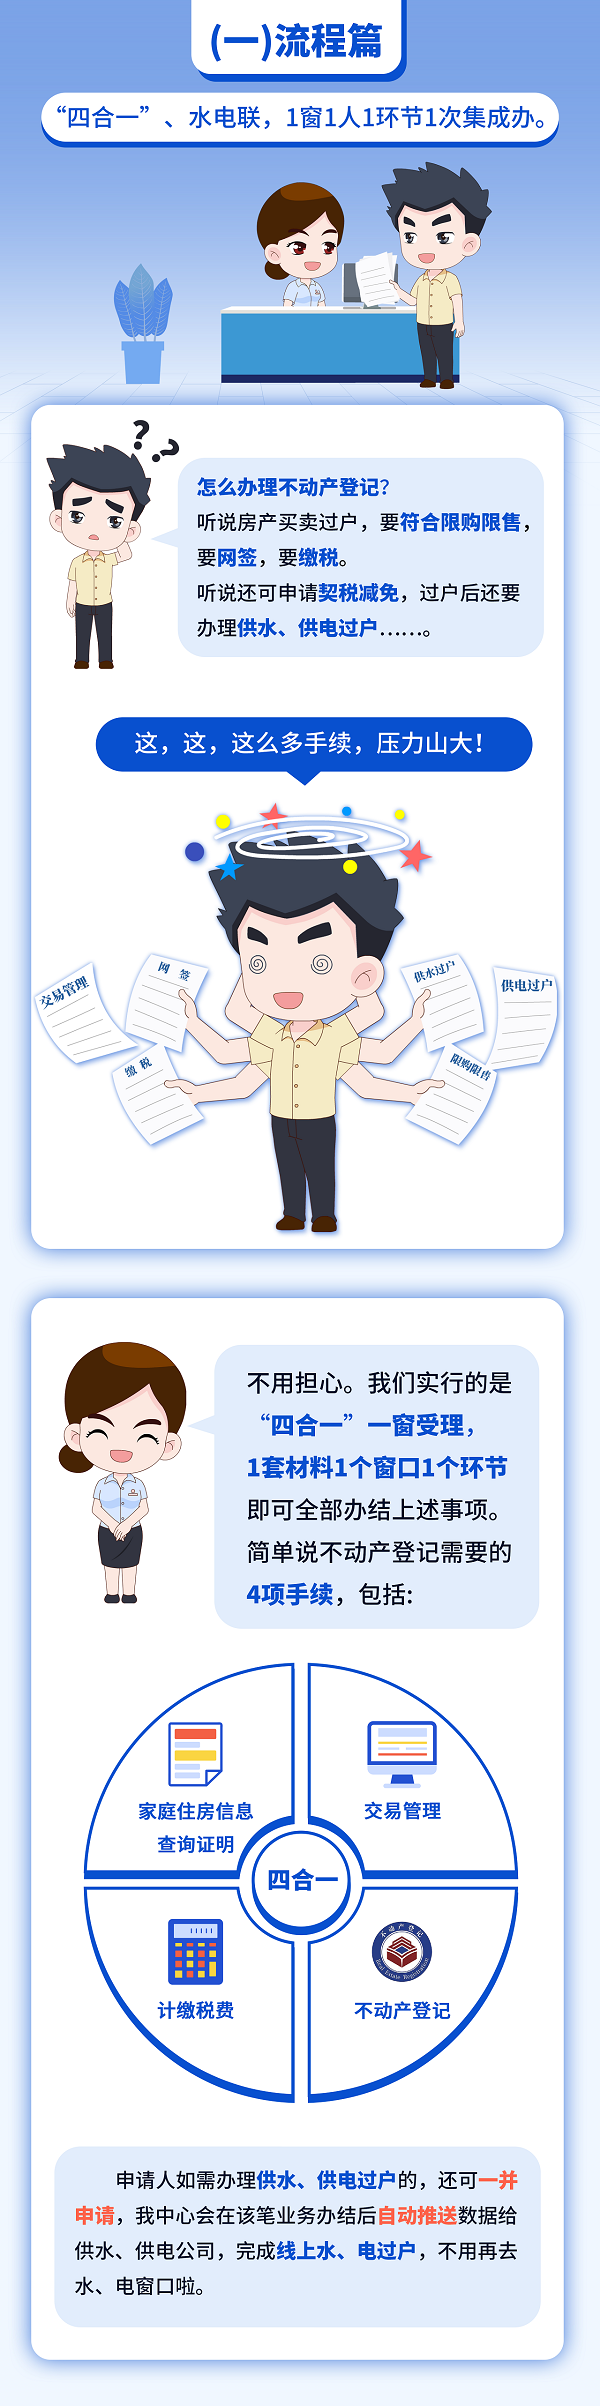 (一)流程篇
“四合一”、水电联，1窗1人1环节1次集成办。
? ?
怎么办理不动产登记？
听说房产买卖过户，要符合限购限售，
要网签，要缴税。
听说还可申请契税减免，过户后还要
办理供水、供电过户……。
这，这，这么多手续，压力山大！
交易管理
网 签
缴 税
供水过户
供电过户
限购限售
不用担心。我们实行的是
“四合一”一窗受理，
1套材料1个窗口1个环节
即可全部办结上述事项。
简单说不动产登记需要的
4项手续，包括:
家庭住房信息
查询证明
交易管理
四合一
计缴税费
不动产登记
Real Estate Registration
不动产登记
申请人如需办理供水、供电过户的，还可一并
申请，我中心会在该笔业务办结后自动推送数据给
供水、供电公司，完成线上水、电过户，不用再去
水、电窗口啦。